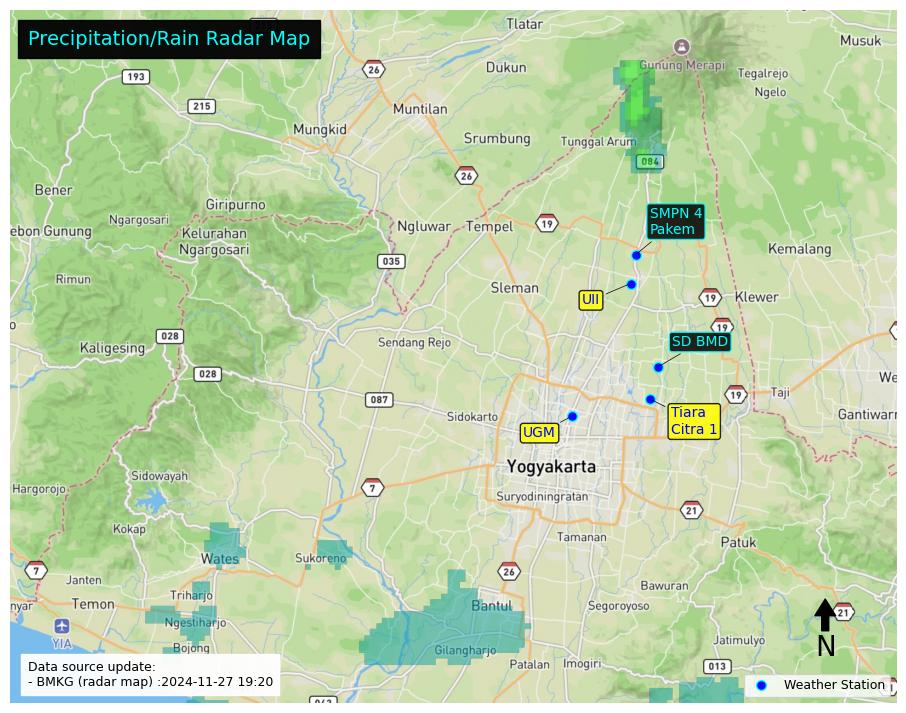 Precipitation/Rain Radar Map
Tlatar
Musuk
26
Gunung Merapi
Dukun
193
Tegalrejo
Ngelo
215
Muntilan
Mungkid
Srumbung
Tunggal Arum
084
26
Bener
Giripurno
SMPN 4
Pakem
Ngargosari
Ngluwar
Tempel
19
ebon Gunung
Kelurahan
Ngargosari
Kemalang
035
Rimun
Sleman
UII
19
Klewer
19
028
SD BMD
Kaligesing
Sendang Rejo
028
We
087
19
Taji
Sidokarto
Tiara
Citra 1
Gantiwarn
UGM
Yogyakarta
Sidowayah
7
Hargorojo
Suryodiningratan
21
Kokap
Tamanan
Patuk
Wates
Sukoreno
7
26
Janten
Bawuran
Triharjo
nyar
Temon
Bantul
Segoroyoso
21
Ngestiharjo
YIA
N
Jatimulyo
Bojong
Gilangharjo
Patalan
Imogiri
013
Data source update:
- BMKG (radar map) :2024-11-27 19:20
Weather Station